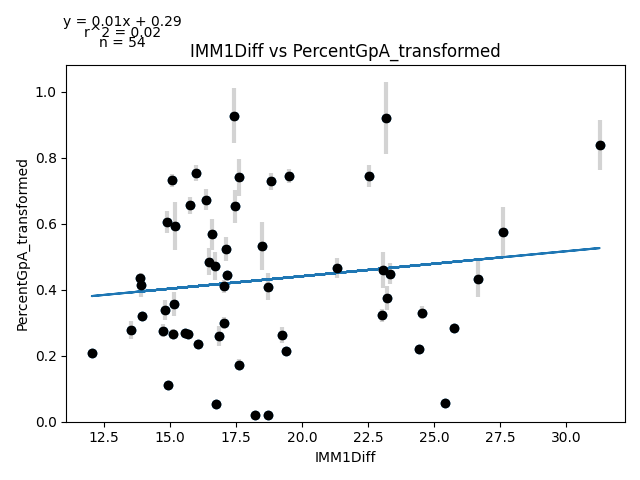 y = 0.01x + 0.29
r^2 = 0.02
n = 54
IMM1Diff vs PercentGpA_transformed
PercentGpA_transformed
1.0
0.8
0.6
0.4
0.2
0.0
12.5 15.0 17.5 20.0 22.5 25.0 27.5 30.0
IMM1Diff